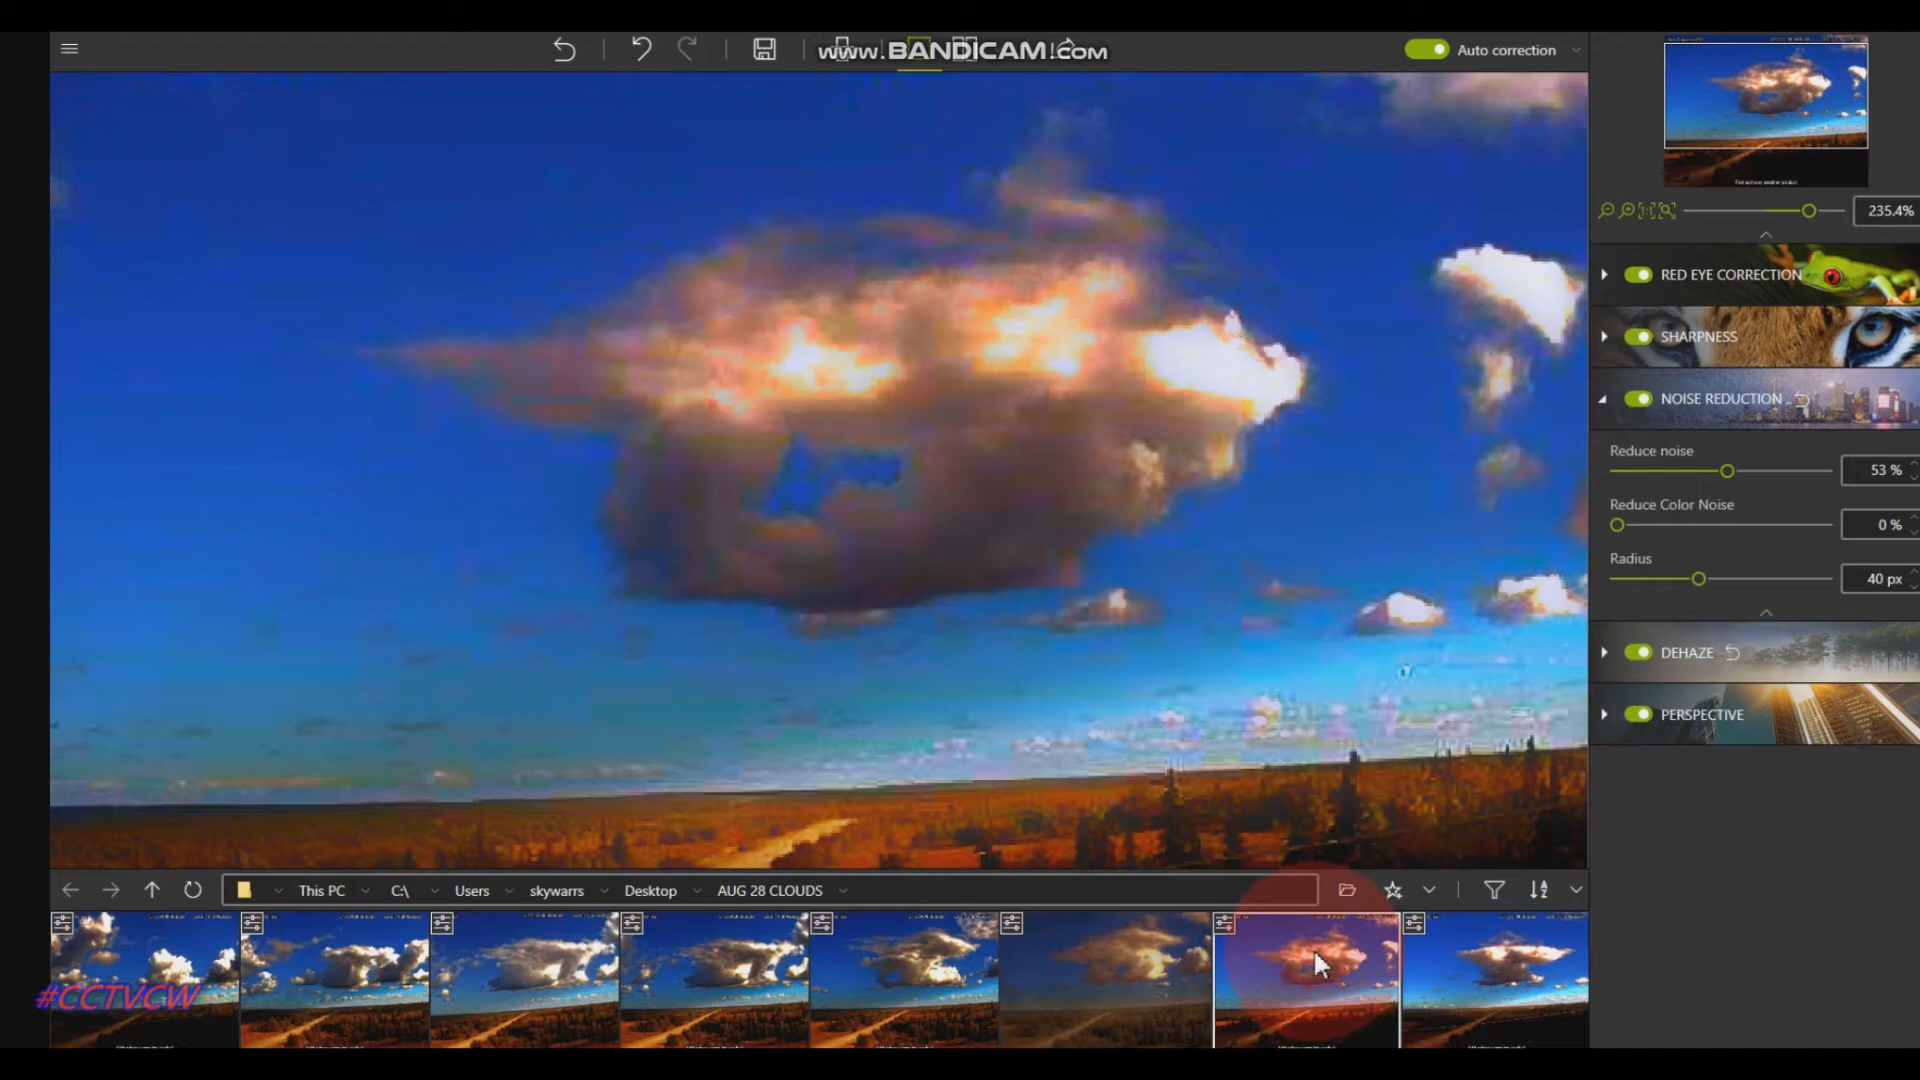 www.BANDICAM.com
Auto correction
235.4%
RED EYE CORRECTION
SHARPNESS
NOISE REDUCTION
Reduce noise
53 %
Reduce Color Noise
0 %
Radius
40 px
DEHAZE
PERSPECTIVE
This PC
C:\
Users
skywarrs
Desktop
AUG 28 CLOUDS
#CCTVCW